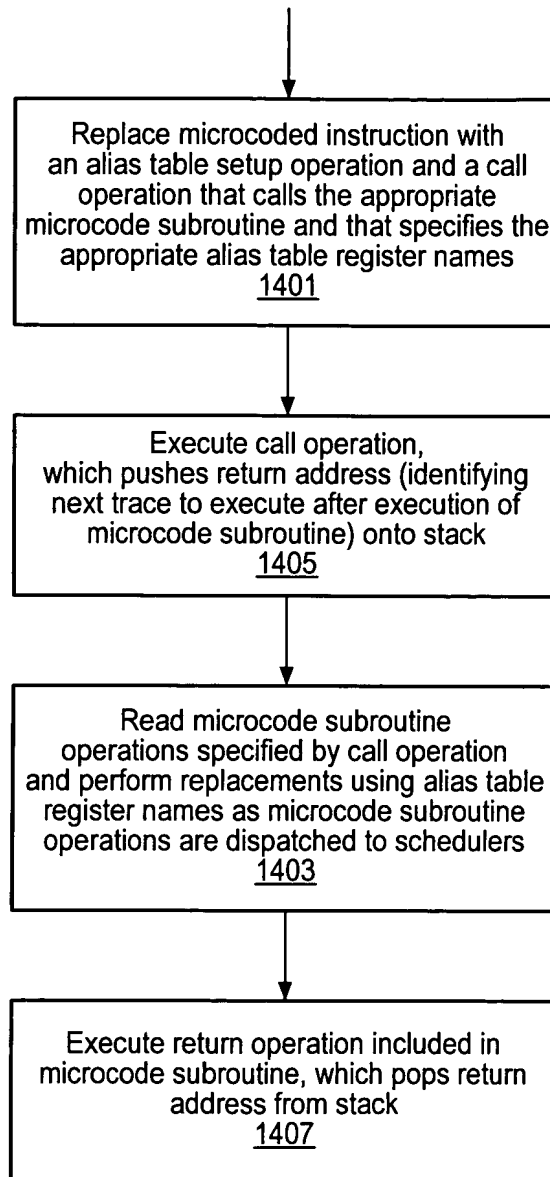 Replace microcoded instruction with
an alias table setup operation and a call
operation that calls the appropriate
microcode subroutine and that specifies the
appropriate alias table register names
1401
Execute call operation,
which pushes return address (identifying
next trace to execute after execution of
microcode subroutine) onto stack
1405
Read microcode subroutine
operations specified by call operation
and perform replacements using alias table
register names as microcode subroutine
operations are dispatched to schedulers
1403
Execute return operation included in
microcode subroutine, which pops return
address from stack
1407